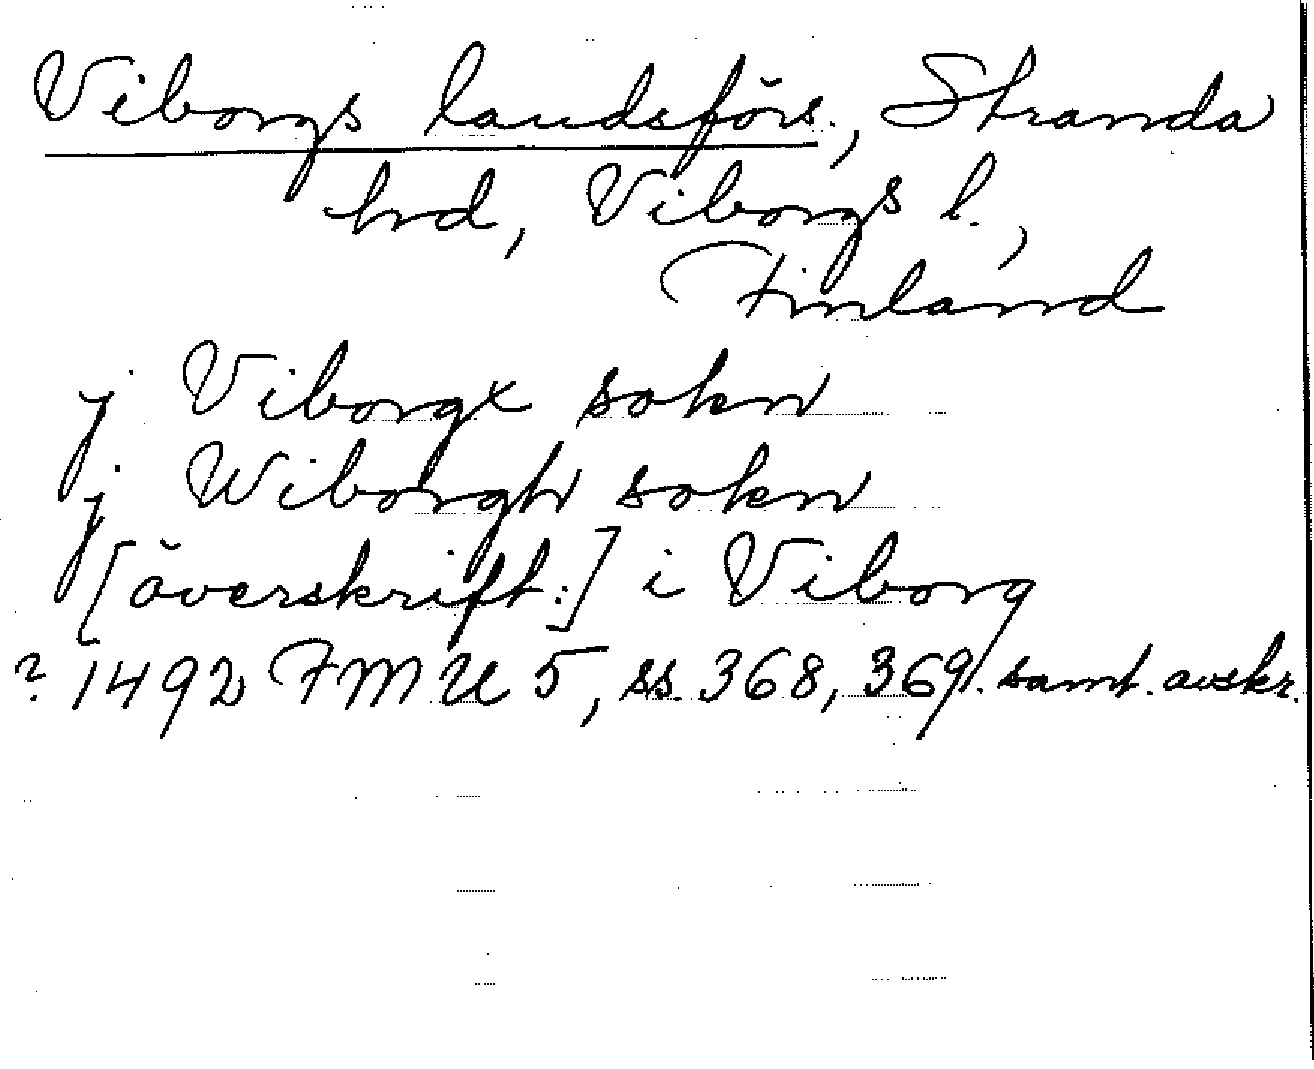 Viborgs landsförs., Stranda
hrd, Viborgs l.,
Finland
j Viborgx sokn
j Wiborgh sokn
[överskift:] i Viborg
? 1492 FMU 5, ss. 368, 369. samt. avskr.